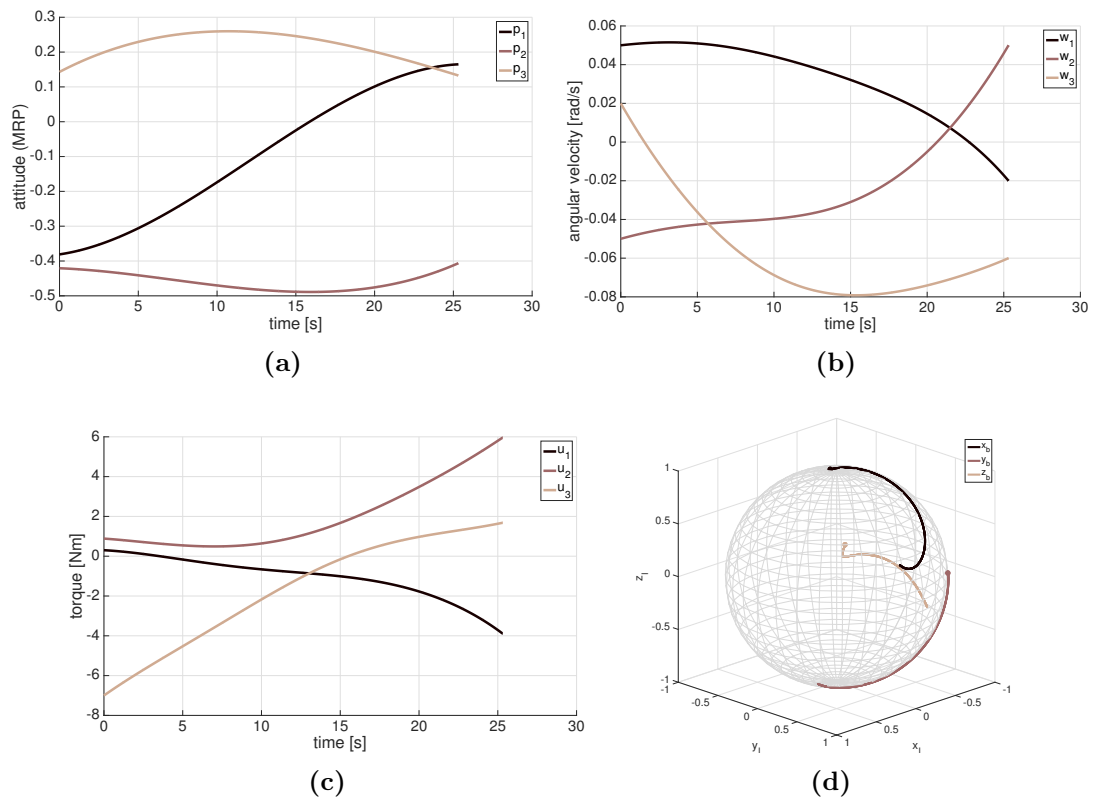 0.3
0.2
0.1
0
-0.1
-0.2
-0.3
-0.4
-0.5
attitude (MRP)
0 5 10 15 20 25 30
time [s]
p1
p2
p3
(a)
0.06
0.04
0.02
0
-0.02
-0.04
-0.06
-0.08
angular velocity [rad/s]
0 5 10 15 20 25 30
time [s]
w1
w2
w3
(b)
6
4
2
0
-2
-4
-6
-8
torque [Nm]
0 5 10 15 20 25 30
time [s]
u1
u2
u3
(c)
1
0.5
0
-0.5
-1
zI
-1 -0.5 0 0.5 1
yI
1 0.5 0 -0.5 -1
xI
xb
yb
zb
(d)